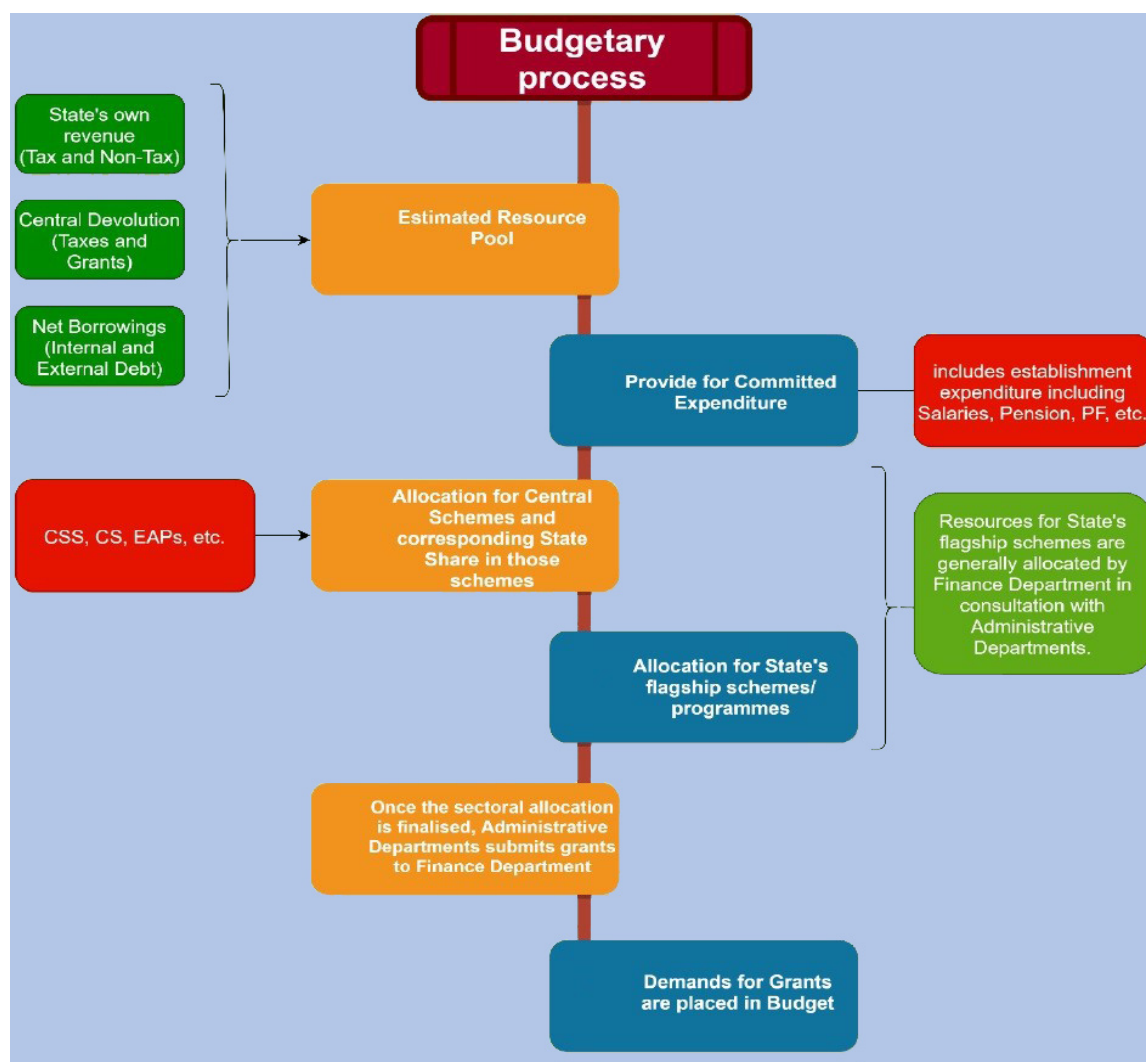 Budgetary
process
State's own
revenue
(Tax and Non-Tax)
Central Devolution
(Taxes and
Grants)
Net Borrowings
(Internal and
External Debt)
Estimated Resource
Pool
Provide for Committed
Expenditure
includes establishment
expenditure including
Salaries, Pension, PF, etc.
CSS, CS, EAPs, etc.
Allocation for Central
Schemes and
corresponding State
Share in those
schemes
Resources for State's
flagship schemes are
generally allocated by
Finance Department in
consultation with
Administrative
Departments.
Allocation for State's
flagship schemes/
programmes
Once the sectoral allocation
is finalised, Administrative
Departments submits grants
to Finance Department
Demands for Grants
are placed in Budget